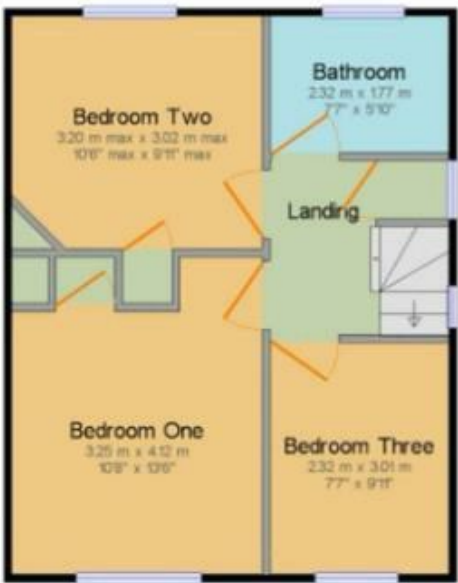 Bathroom
2.32 m x 1.77 m
7'7" x 5'10"
Bedroom Two
3.20 m max x 3.02 m max
10'6" max x 9'11" max
Landing
Bedroom One
3.25 m x 4.12 m
10'8" x 13'6"
Bedroom Three
2.32 m x 3.01 m
7'7" x 9'11"